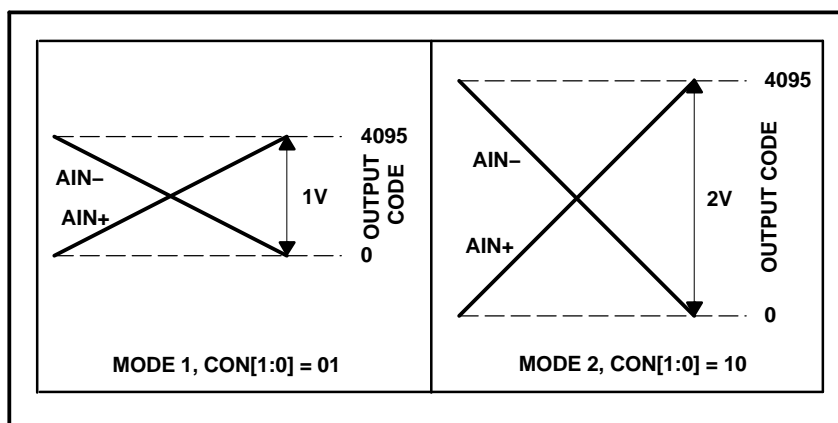 4095
AIN–
1V
AIN+
OUTPUT
CODE
0
MODE 1, CON[1:0] = 01
4095
AIN–
2V
AIN+
OUTPUT CODE
0
MODE 2, CON[1:0] = 10